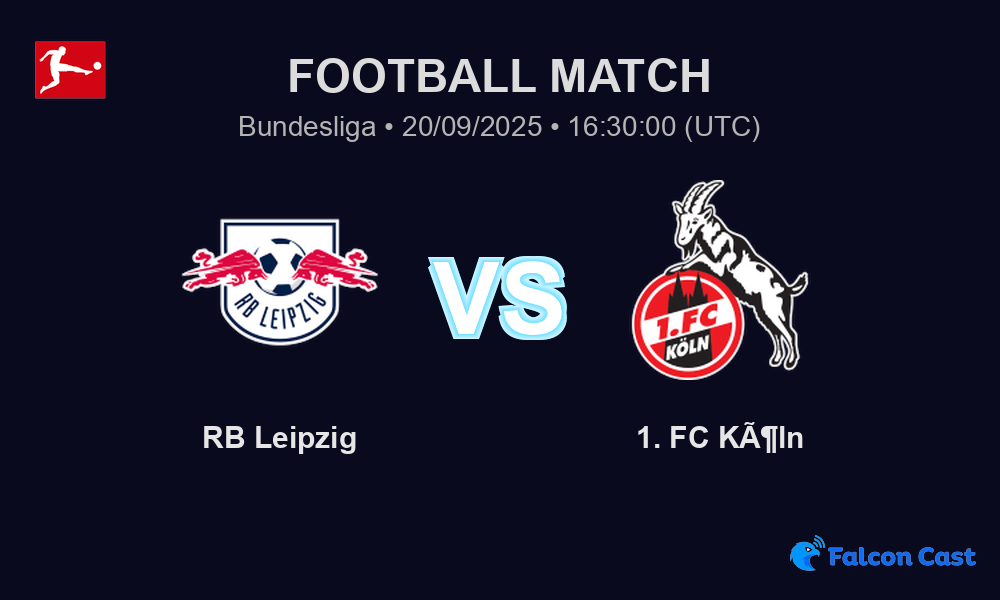 FOOTBALL MATCH
Bundesliga • 20/09/2025 • 16:30:00 (UTC)
RB LEIPZIG
VS
1. FC
KÖLN
RB Leipzig
1. FC KÃ¶ln
Falcon Cast